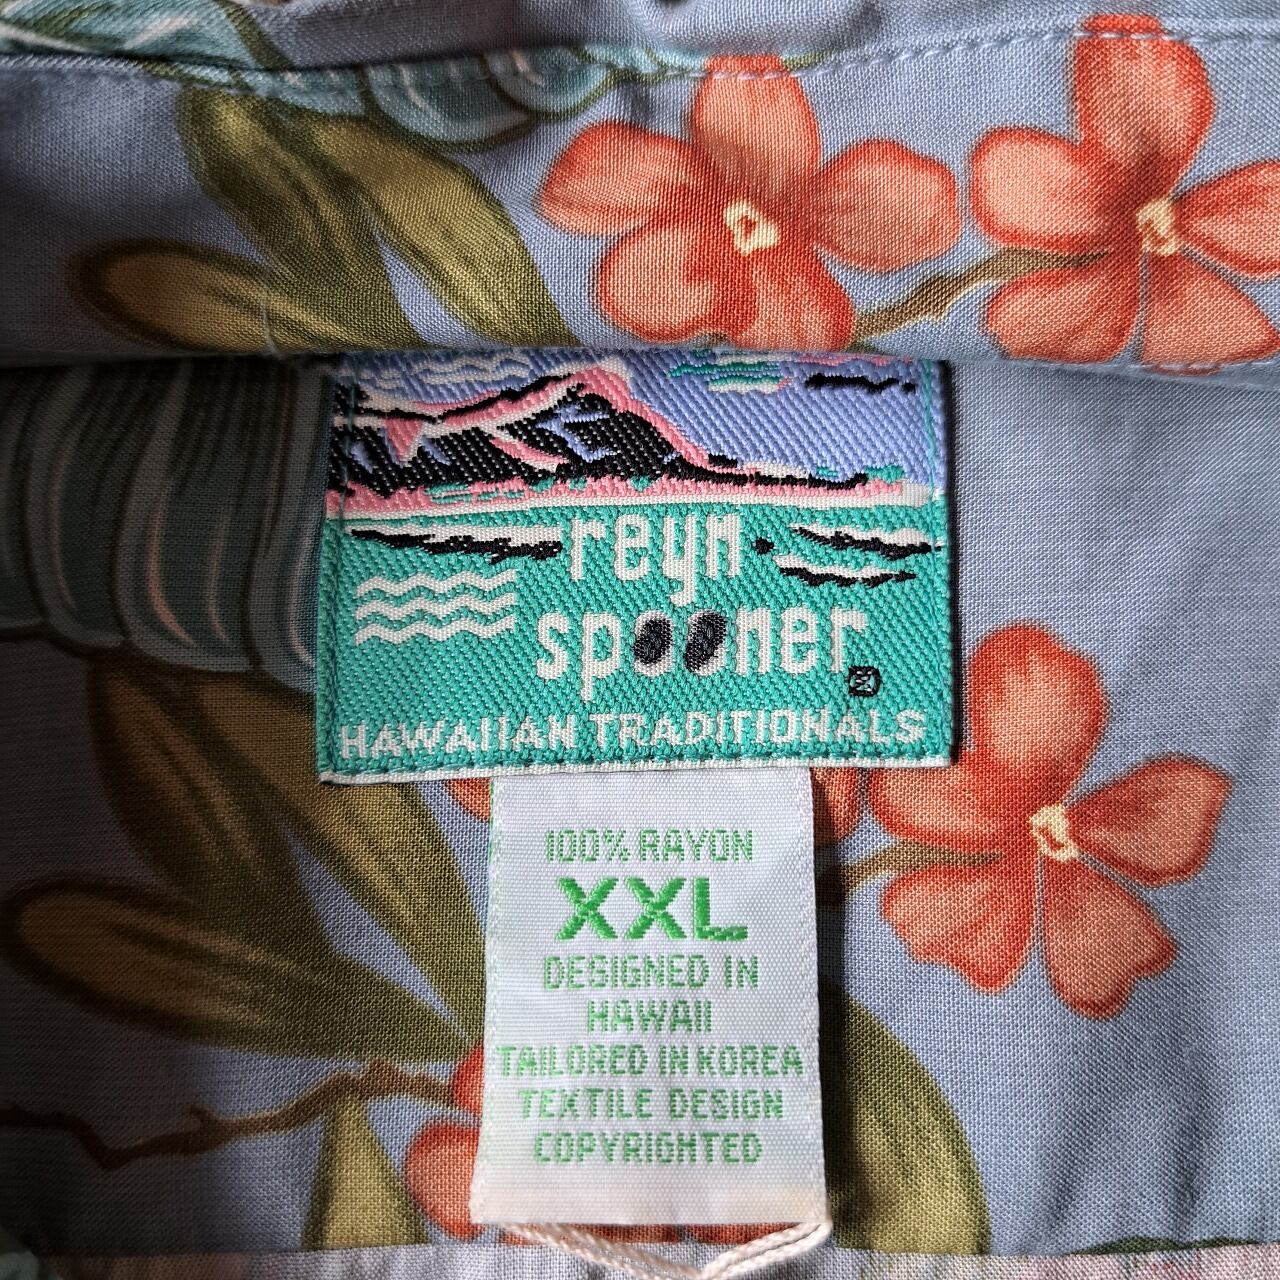 reyn
spooner
HAWAIIAN TRADITIONALS
100% RAYON
XXL
DESIGNED IN
HAWAII
TAILORED IN KOREA
TEXTILE DESIGN
COPYRIGHTED